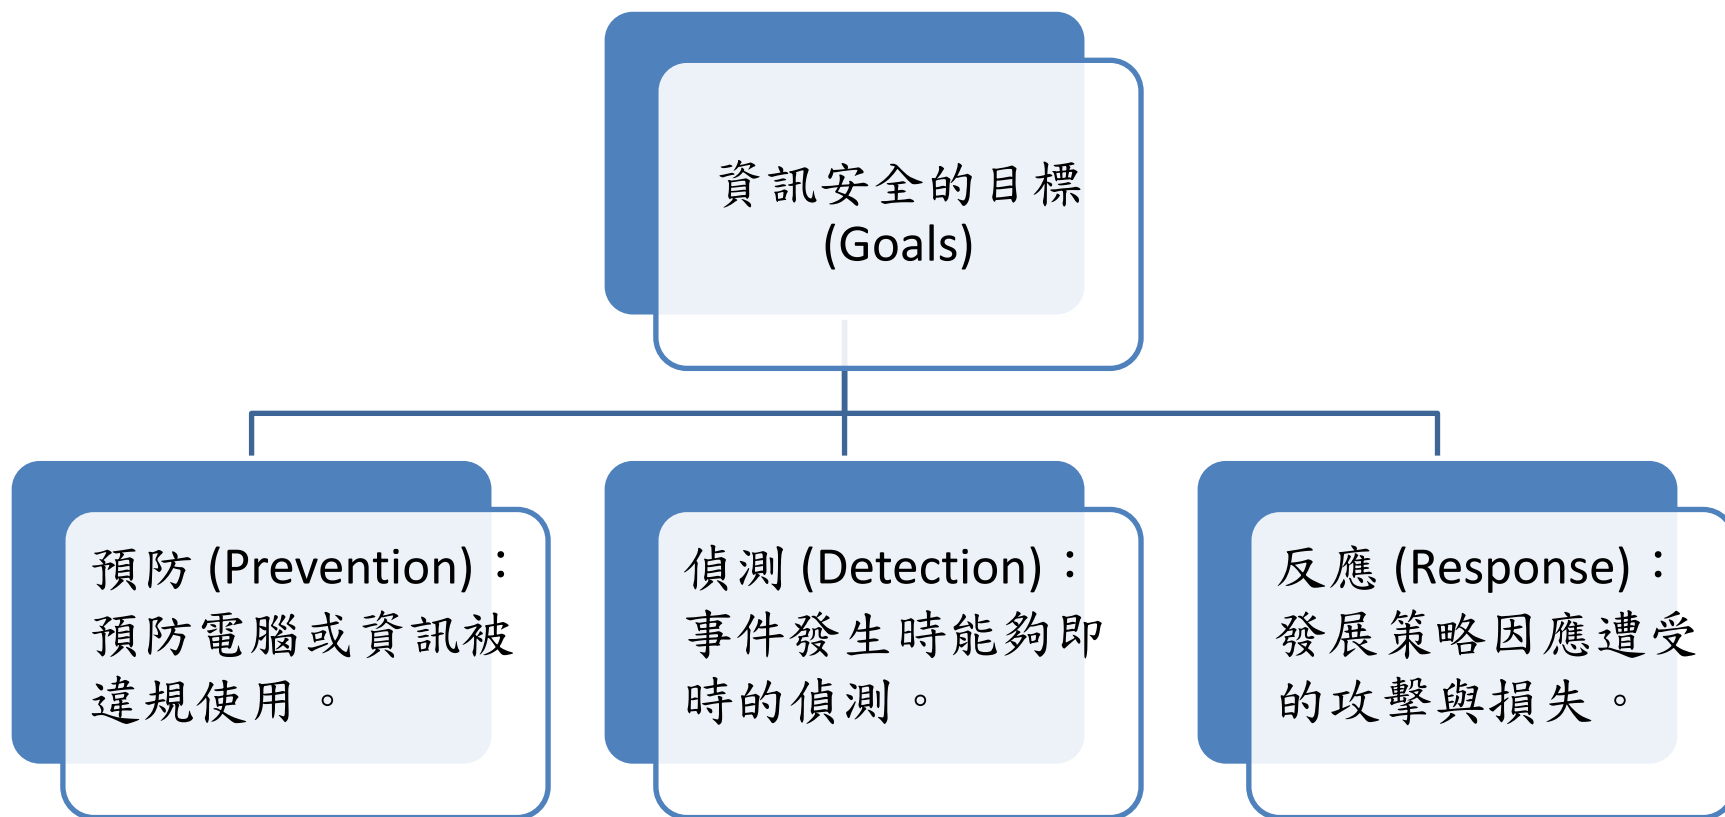 資訊安全的目標
(Goals)
預防 (Prevention)：
預防電腦或資訊被
違規使用。
偵測 (Detection)：
事件發生時能夠即
時的偵測。
反應 (Response)：
發展策略因應遭受
的攻擊與損失。